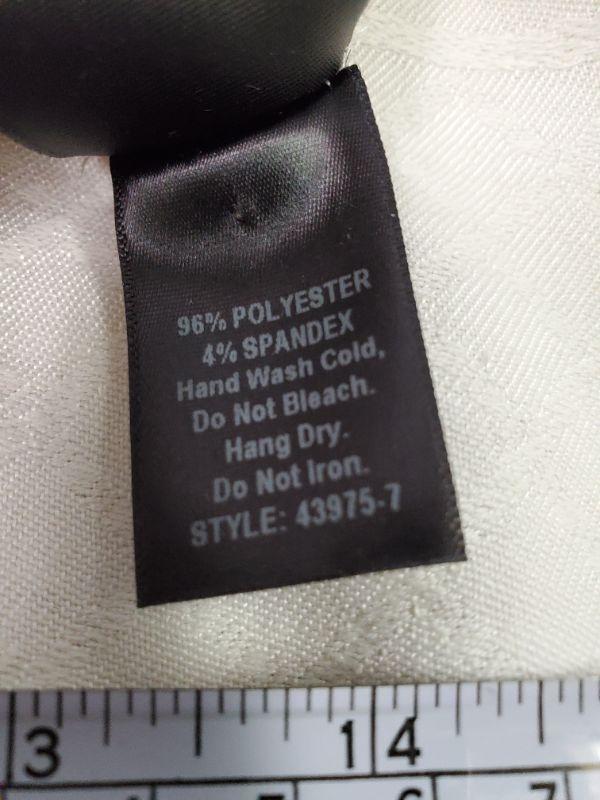 96% POLYESTER
4% SPANDEX
Hand Wash Cold,
Do Not Bleach.
Hang Dry.
Do Not Iron.
STYLE: 43975-7
3 14